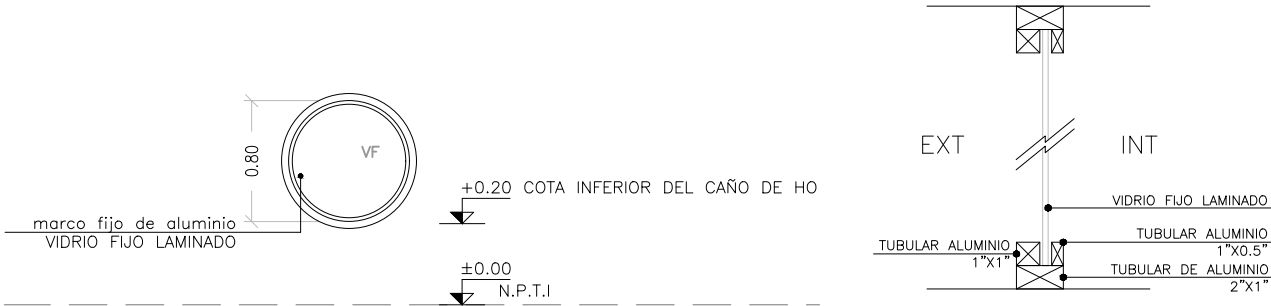 0.80
VF
marco fijo de aluminio
VIDRIO FIJO LAMINADO
+0.20 COTA INFERIOR DEL CAÑO DE HO
±0.00
N.P.T.I
EXT
INT
VIDRIO FIJO LAMINADO
TUBULAR ALUMINIO
1"X1"
TUBULAR ALUMINIO
1"X0.5"
TUBULAR DE ALUMINIO
2"X1"